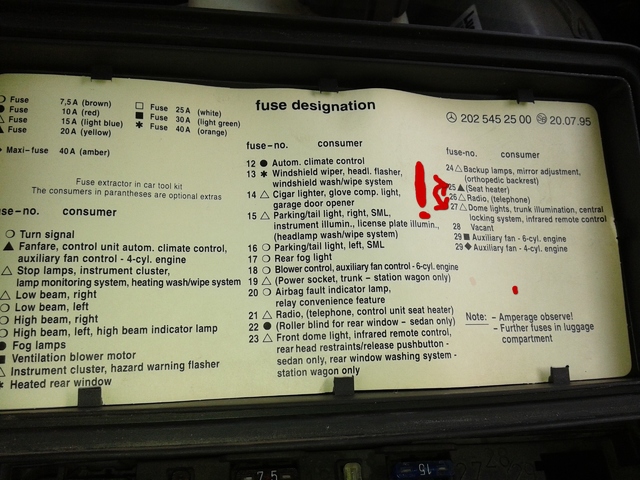 fuse designation
202 545 25 00 20.07.95
Fuse 7,5 A (brown)
Fuse 10 A (red)
Fuse 15 A (light blue)
Fuse 20 A (yellow)
Maxi-fuse 40 A (amber)
Fuse 25 A (white)
Fuse 30 A (light green)
Fuse 40 A (orange)
Fuse extractor in car tool kit
The consumers in parantheses are optional extras
consumer
Turn signal
Fanfare, control unit autom. climate control,
auxiliary fan control - 4-cyl. engine
Stop lamps, instrument cluster,
lamp monitoring system, heating wash/wipe system
Low beam, right
Low beam, left
High beam, right
High beam, left, high beam indicator lamp
Fog lamps
Ventilation blower motor
Instrument cluster, hazard warning flasher
Heated rear window
fuse-no. consumer
12 Autom. climate control
13 Windshield wiper, headl. flasher,
windshield wash/wipe system
14 Cigar lighter, glove comp. light,
garage door opener
15 Parking/tail light, right, SML,
instrument illumin., license plate illumin.,
(headlamp wash/wipe system)
16 Parking/tail light, left, SML
17 Rear fog light
18 Blower control, auxiliary fan control - 6-cyl. engine
19 (Power socket, trunk - station wagon only)
20 Airbag fault indicator lamp,
relay convenience feature
21 Radio, (telephone, control unit seat heater)
22 (Roller blind for rear window - sedan only)
23 Front dome light, infrared remote control,
rear head restraints/release pushbutton -
sedan only, rear window washing system -
station wagon only
fuse-no. consumer
24 Backup lamps, mirror adjustment,
(orthopedic backrest)
25 (Seat heater)
26 Radio, (telephone)
27 Dome lights, trunk illumination, central
locking system, infrared remote control
28 Vacant
29 Auxiliary fan - 6-cyl. engine
29 Auxiliary fan - 4-cyl. engine
Note: - Amperage observe!
- Further fuses in luggage
compartment
7.5
15